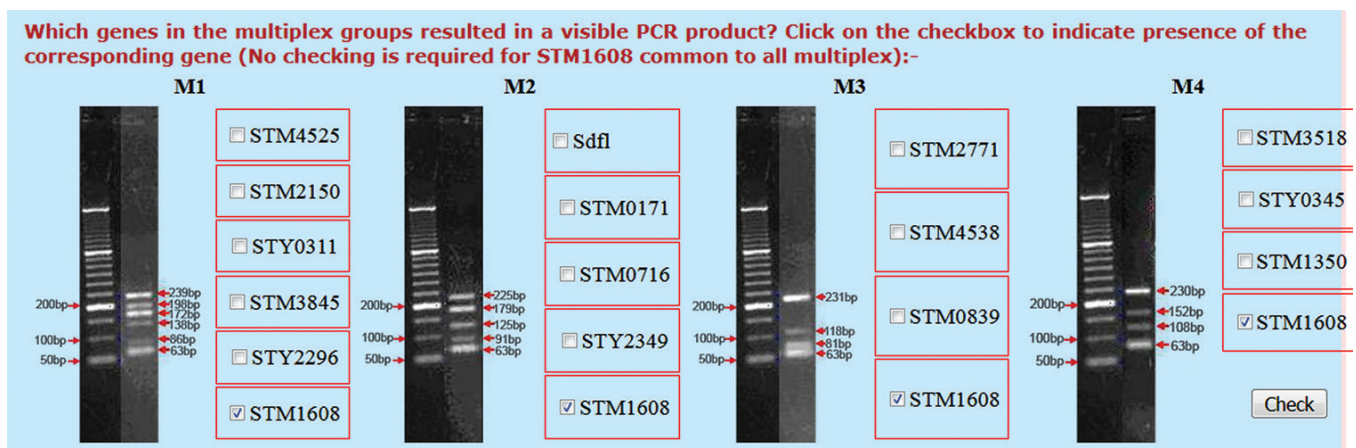 Which genes in the multiplex groups resulted in a visible PCR product? Click on the checkbox to indicate presence of the
corresponding gene (No checking is required for STM1608 common to all multiplex):-
M1
M2
M3
M4
200bp
100bp
50bp
239bp
198bp
172bp
138bp
86bp
63bp
STM4525
STM2150
STY0311
STM3845
STY2296
STM1608
200bp
100bp
50bp
225bp
179bp
125bp
91bp
63bp
Sdfl
STM0171
STM0716
STY2349
STM1608
200bp
100bp
50bp
231bp
118bp
81bp
63bp
STM2771
STM4538
STM0839
STM1608
200bp
100bp
50bp
230bp
152bp
108bp
63bp
STM3518
STY0345
STM1350
STM1608
Check